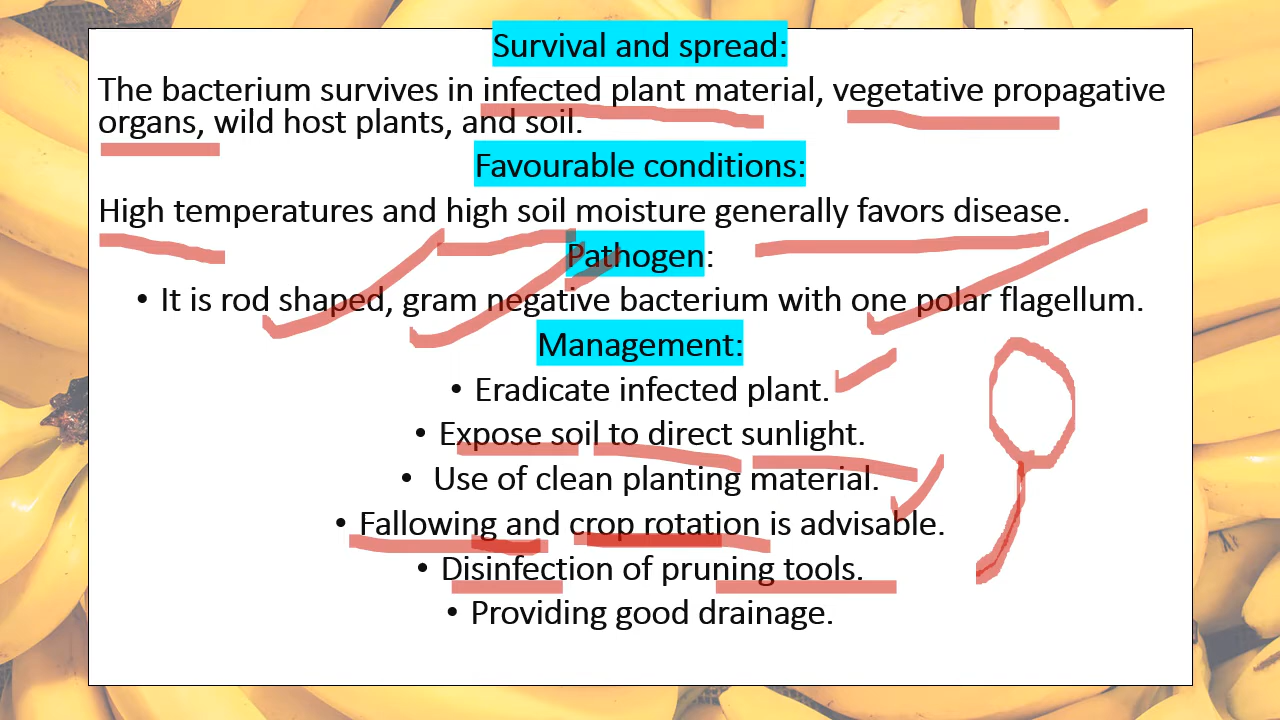 Survival and spread:
The bacterium survives in infected plant material, vegetative propagative
organs, wild host plants, and soil.
Favourable conditions:
High temperatures and high soil moisture generally favors disease.
Pathogen:
• It is rod shaped, gram negative bacterium with one polar flagellum.
Management:
• Eradicate infected plant.
• Expose soil to direct sunlight.
• Use of clean planting material.
• Fallowing and crop rotation is advisable.
• Disinfection of pruning tools.
• Providing good drainage.